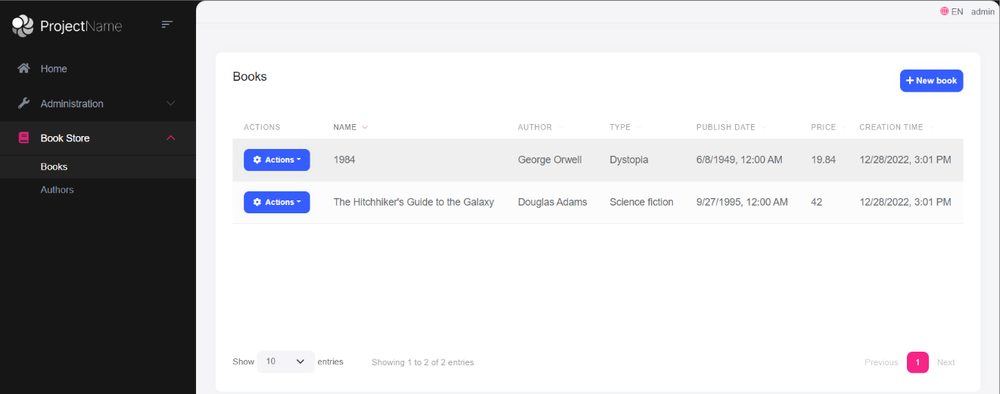 EN admin
ProjectName
Home
Administration
Book Store
Books
Authors
Books
New book
ACTIONS NAME AUTHOR TYPE PUBLISH DATE PRICE CREATION TIME
Actions 1984 George Orwell Dystopia 6/8/1949, 12:00 AM 19.84 12/28/2022, 3:01 PM
Actions The Hitchhiker's Guide to the Galaxy Douglas Adams Science fiction 9/27/1995, 12:00 AM 42 12/28/2022, 3:01 PM
Show 10 entries Showing 1 to 2 of 2 entries Previous 1 Next